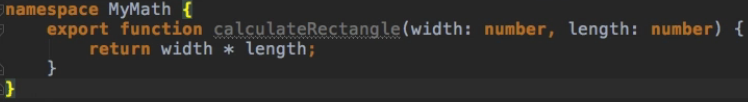 namespace MyMath {
    export function calculateRectangle(width: number, length: number) {
        return width * length;
    }
}